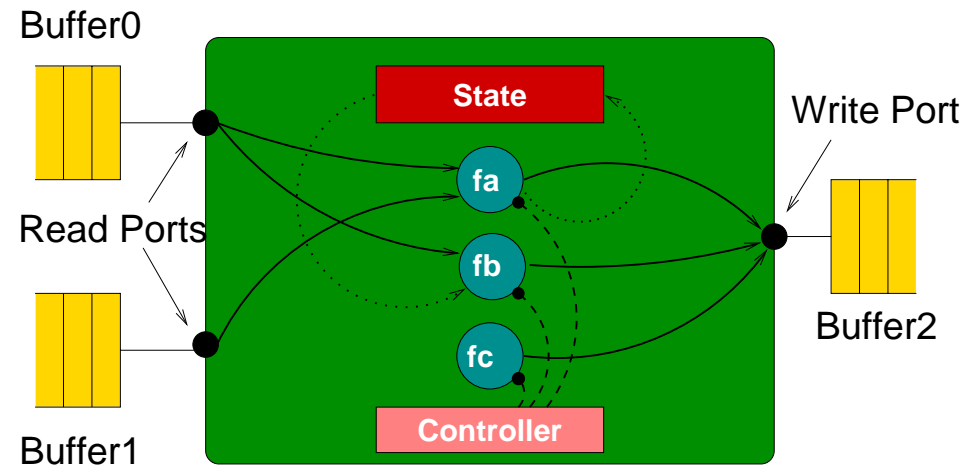 Buffer0
State
Write Port
fa
Read Ports
fb
Buffer2
fc
Controller
Buffer1